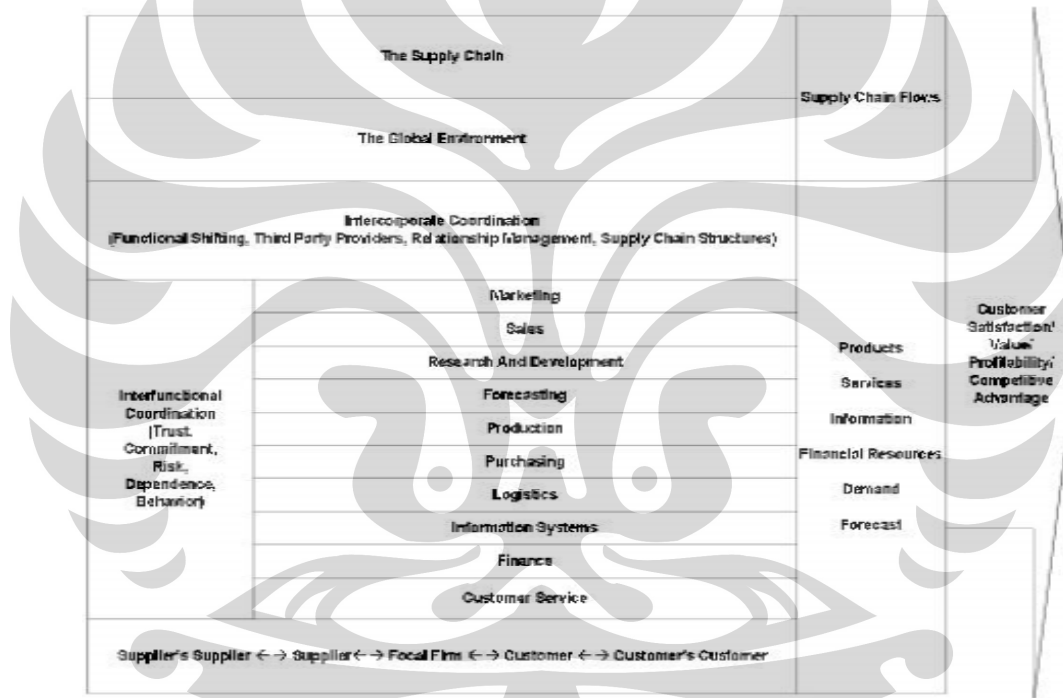 The Supply Chain
Supply Chain Flows
The Global Environment
Intercorporate Coordination
(Functional Shifting, Third Party Providers, Relationship Management, Supply Chain Structures)
Marketing
Sales
Research And Development
Forecasting
Production
Purchasing
Logistics
Information Systems
Finance
Customer Service
Interfunctional
Coordination
(Trust,
Commitment,
Risk,
Dependence,
Behavior)
Products
Services
Information
Financial Resources
Demand
Forecast
Customer
Satisfaction/
Value/
Profitability/
Competitive
Advantage
Supplier's Supplier ←→ Supplier ←→ Focal Firm ←→ Customer ←→ Customer's Customer